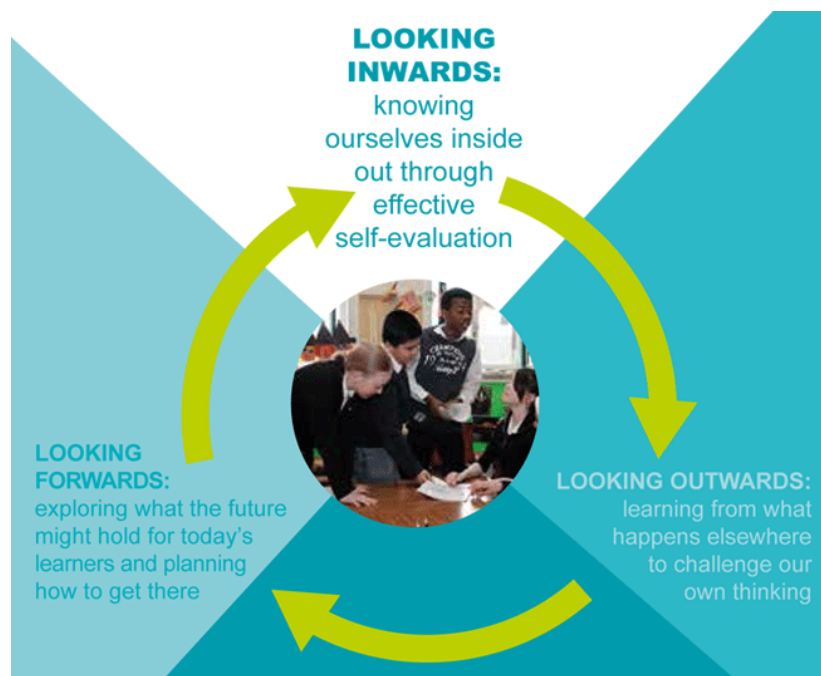 LOOKING
INWARDS:
knowing
ourselves inside
out through
effective
self-evaluation
LOOKING OUTWARDS:
learning from what
happens elsewhere
to challenge our
own thinking
LOOKING
FORWARDS:
exploring what the future
might hold for today's
learners and planning
how to get there